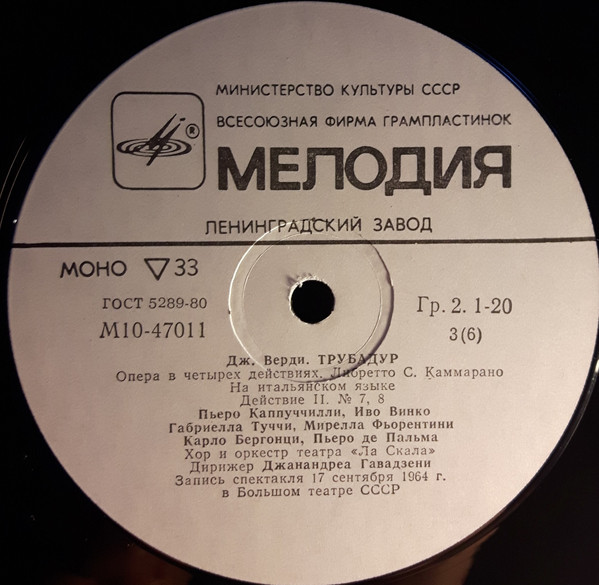 МИНИСТЕРСТВО КУЛЬТУРЫ СССР
ВСЕСОЮЗНАЯ ФИРМА ГРАМПЛАСТИНОК
®
МЕЛОДИЯ
ЛЕНИНГРАДСКИЙ ЗАВОД
МОНО ▽ 33
ГОСТ 5289-80
Гр. 2. 1-20
М10-47011
3(6)
Дж. Верди. ТРУБАДУР
Опера в четырех действиях. Либретто С. Каммарано
На итальянском языке
Действие II. № 7, 8
Пьеро Каппуччилли, Иво Винко
Габриелла Туччи, Мирелла Фьорентини
Карло Бергонци, Пьеро де Пальма
Хор и оркестр театра «Ла Скала»
Дирижер Джанандреа Гавадзени
Запись спектакля 17 сентября 1964 г.
в Большом театре СССР